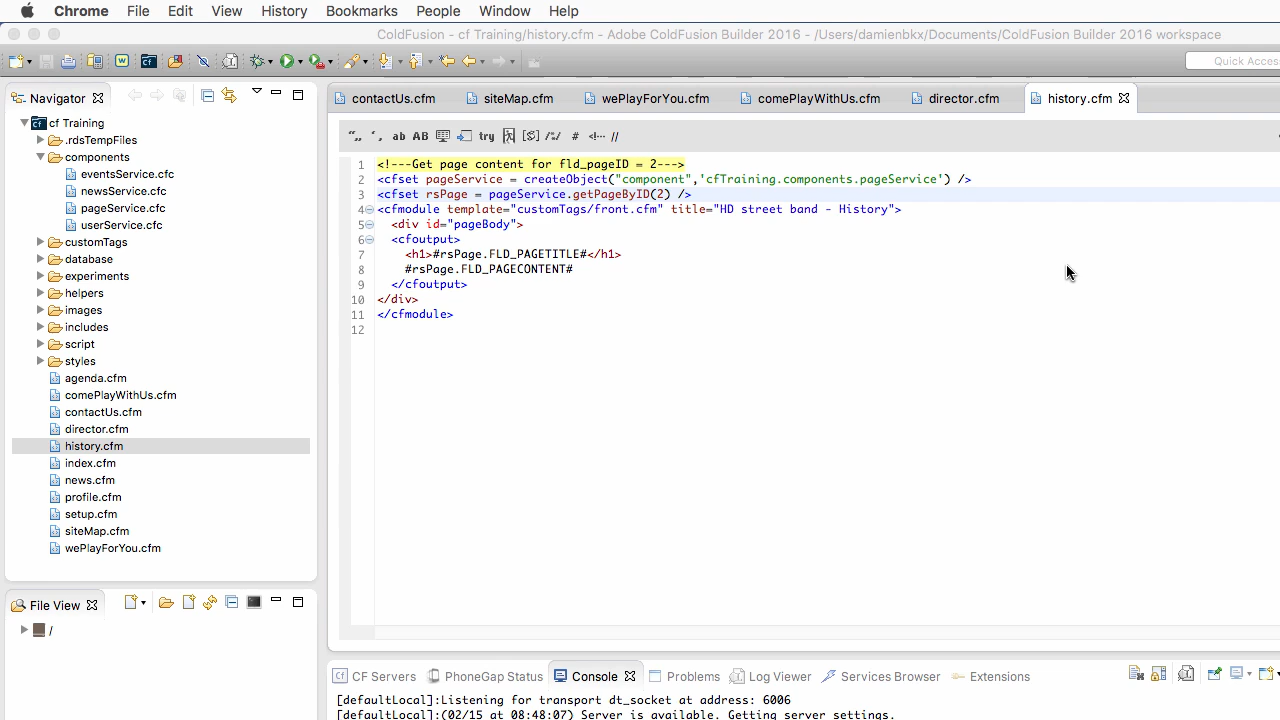 Chrome File Edit View History Bookmarks People Window Help
ColdFusion - cf Training/history.cfm - Adobe ColdFusion Builder 2016 - /Users/damienbkx/Documents/ColdFusion Builder 2016 workspace
Quick Acces
Navigator
cf Training
.rdsTempFiles
components
eventsService.cfc
newsService.cfc
pageService.cfc
userService.cfc
customTags
database
experiments
helpers
images
includes
script
styles
agenda.cfm
comePlayWithUs.cfm
contactUs.cfm
director.cfm
history.cfm
index.cfm
news.cfm
profile.cfm
setup.cfm
siteMap.cfm
wePlayForYou.cfm
File View
/
contactUs.cfm siteMap.cfm wePlayForYou.cfm comePlayWithUs.cfm director.cfm history.cfm
“„ ‘, ab AB try /*/ # <!-- //
1 <!---Get page content for fld_pageID = 2--->
2 <cfset pageService = createObject("component",'cfTraining.components.pageService') />
3 <cfset rsPage = pageService.getPageByID(2) />
4 <cfmodule template="customTags/front.cfm" title="HD street band - History">
5 <div id="pageBody">
6 <cfoutput>
7 <h1>#rsPage.FLD_PAGETITLE#</h1>
8 #rsPage.FLD_PAGECONTENT#
9 </cfoutput>
10 </div>
11 </cfmodule>
12
CF Servers PhoneGap Status Console Problems Log Viewer Services Browser Extensions
[defaultLocal]:Listening for transport dt_socket at address: 6006
[defaultLocal]:(02/15 at 08:48:07) Server is available. Getting server settings.